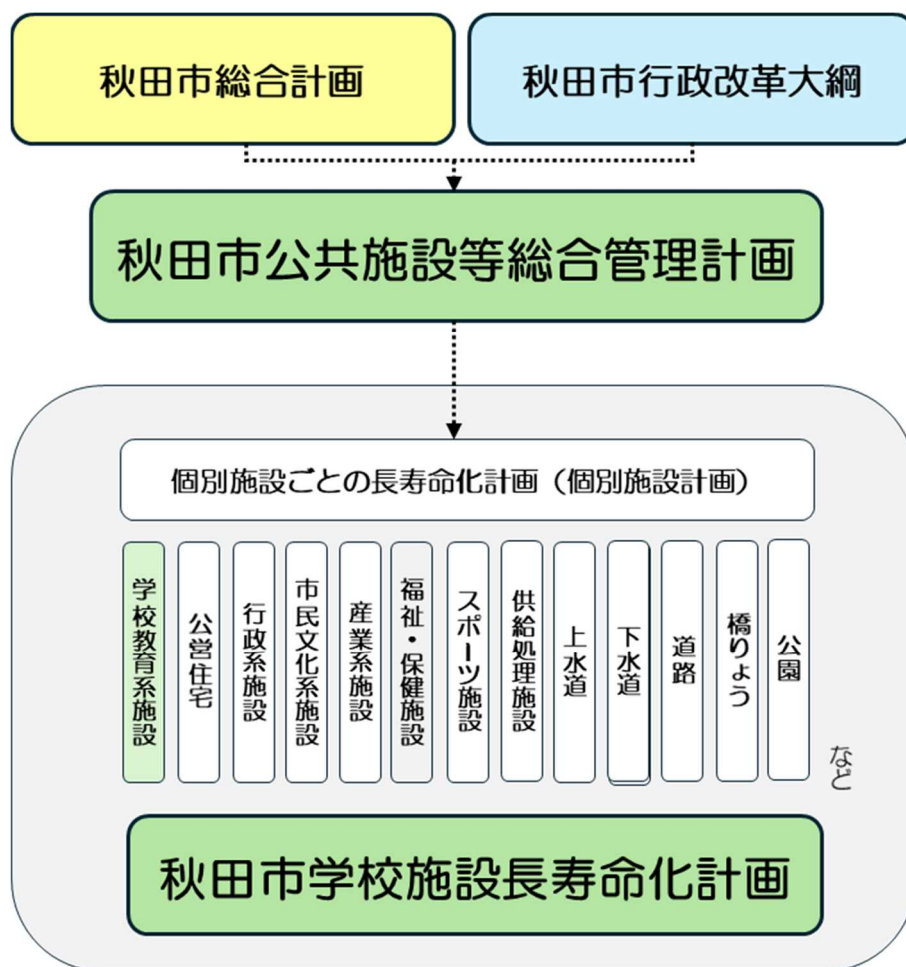 秋田市総合計画
秋田市行政改革大綱
秋田市公共施設等総合管理計画
個別施設ごとの長寿命化計画（個別施設計画）
学校教育系施設
公営住宅
行政系施設
市民文化系施設
産業系施設
福祉・保健施設
スポーツ施設
供給処理施設
上水道
下水道
道路
橋りょう
公園
など
秋田市学校施設長寿命化計画